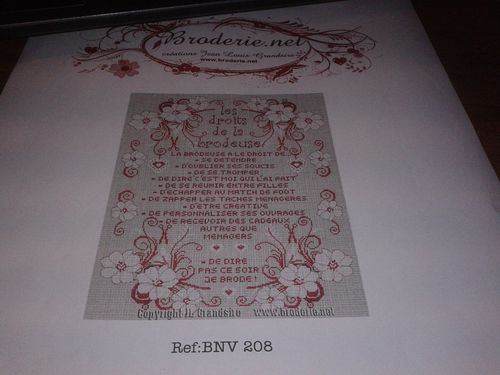 Broderie.net
créations Jean Louis Grandsire
www.broderie.net
les
droits
de la
brodeuse
LA BRODEUSE A LE DROIT DE...
- SE DETENDRE
- D'OUBLIER SES SOUCIS
- DE SE TROMPER
- DE DIRE C'EST MOI QUI L'AI FAIT
- DE SE REUNIR ENTRE FILLES
- D'ECHAPPER AU MATCH DE FOOT
- DE ZAPPER LES TACHES MENAGERES
- D'ETRE CREATIVE
- DE PERSONNALISER SES OUVRAGES
- DE RECEVOIR DES CADEAUX
AUTRES QUE
MENAGERS
- DE DIRE
PAS CE SOIR
JE BRODE !
Copyright JL Grandsire www.broderie.net
Ref:BNV 208